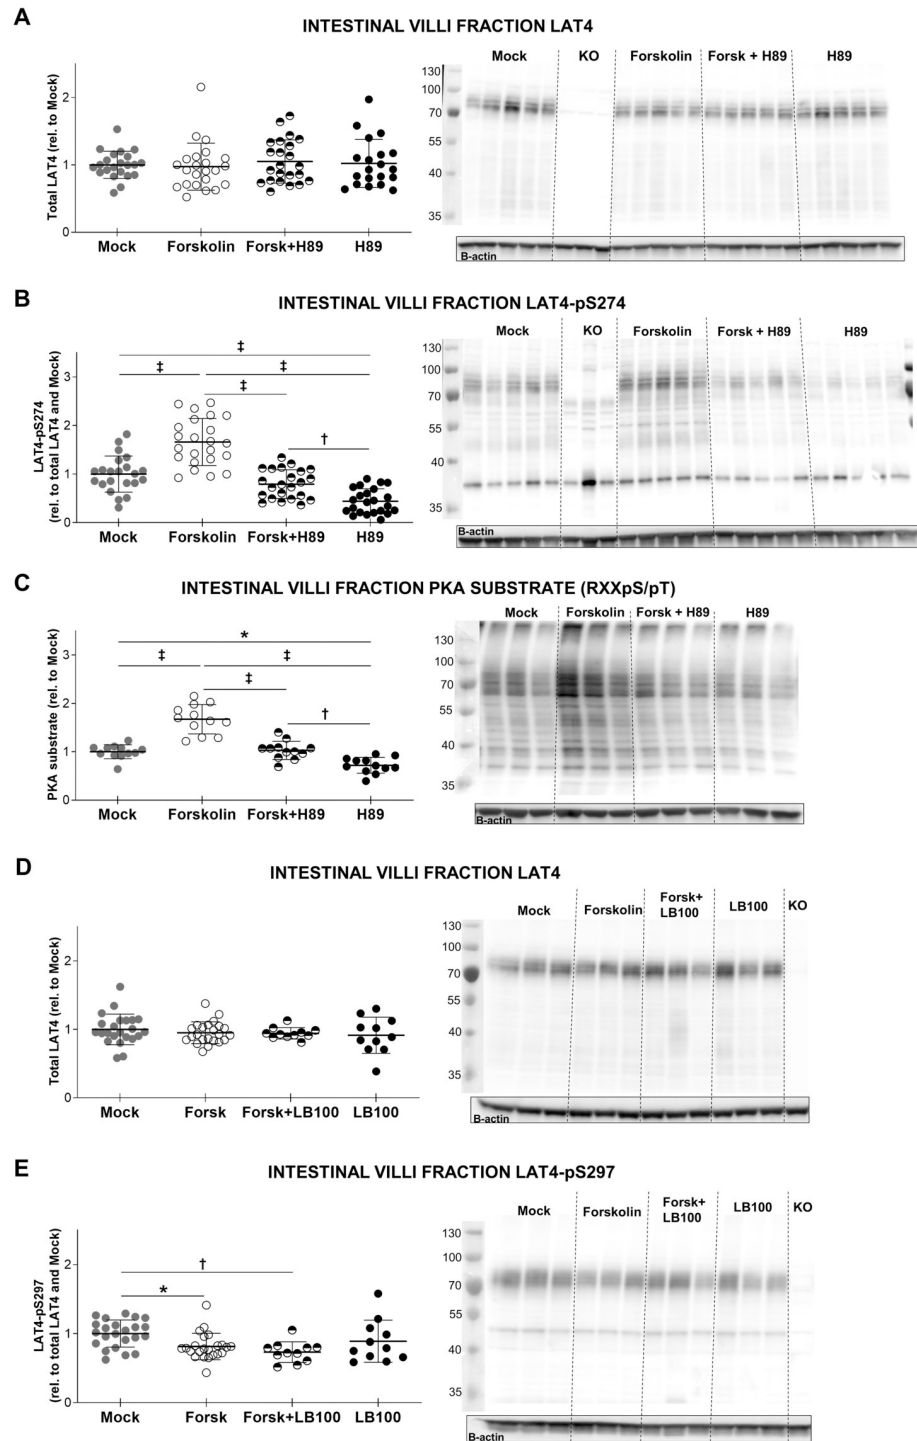 A
INTESTINAL VILLI FRACTION LAT4
Total LAT4 (rel. to Mock)
2
1
0
Mock Forskolin Forsk+H89 H89
Mock KO Forskolin Forsk + H89 H89
130
100
70
55
40
35
B-actin
B
INTESTINAL VILLI FRACTION LAT4-pS274
LAT4-pS274
(rel. to total LAT4 and Mock)
3
2
1
0
‡
‡ ‡
‡
†
Mock Forskolin Forsk+H89 H89
Mock KO Forskolin Forsk + H89 H89
130
100
70
55
40
35
B-actin
C
INTESTINAL VILLI FRACTION PKA SUBSTRATE (RXXpS/pT)
PKA substrate (rel. to Mock)
3
2
1
0
*
‡ ‡
‡
†
Mock Forskolin Forsk+H89 H89
Mock Forskolin Forsk + H89 H89
130
100
70
55
40
35
B-actin
D
INTESTINAL VILLI FRACTION LAT4
Total LAT4 (rel. to Mock)
2
1
0
Mock Forsk Forsk+LB100 LB100
Mock Forskolin Forsk+
LB100 LB100 KO
130
100
70
55
40
35
B-actin
E
INTESTINAL VILLI FRACTION LAT4-pS297
LAT4-pS297
(rel. to total LAT4 and Mock)
2
1
0
†
*
Mock Forsk Forsk+LB100 LB100
Mock Forskolin Forsk+
LB100 LB100 KO
130
100
70
55
40
35
B-actin